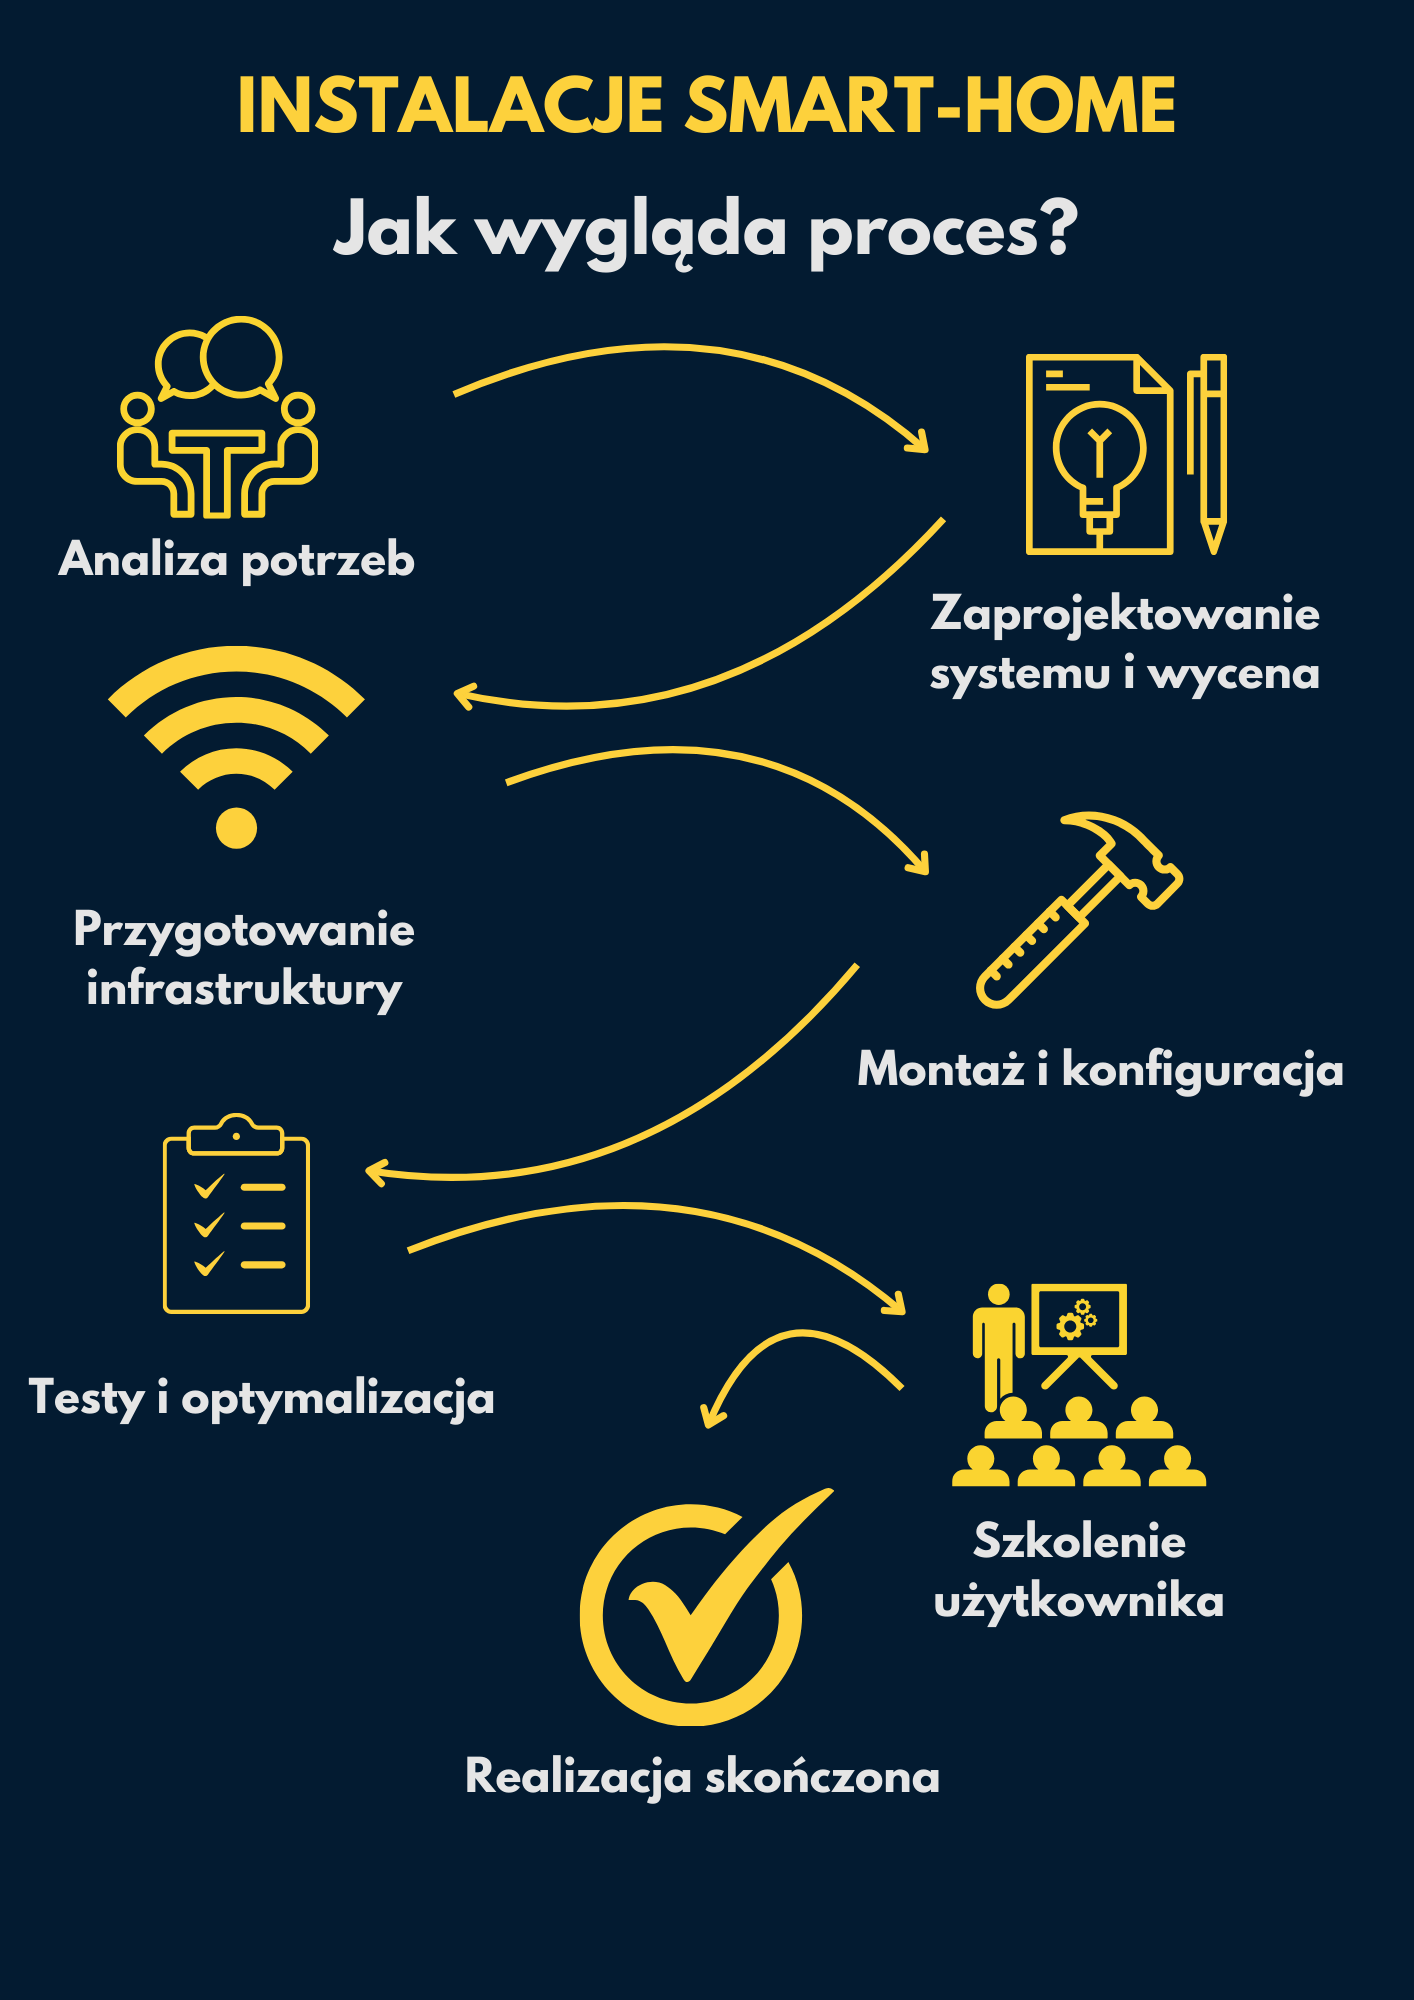 INSTALACJE SMART-HOME
Jak wygląda proces?
Analiza potrzeb
Zaprojektowanie
systemu i wycena
Przygotowanie
infrastruktury
Montaż i konfiguracja
Testy i optymalizacja
Szkolenie
użytkownika
Realizacja skończona